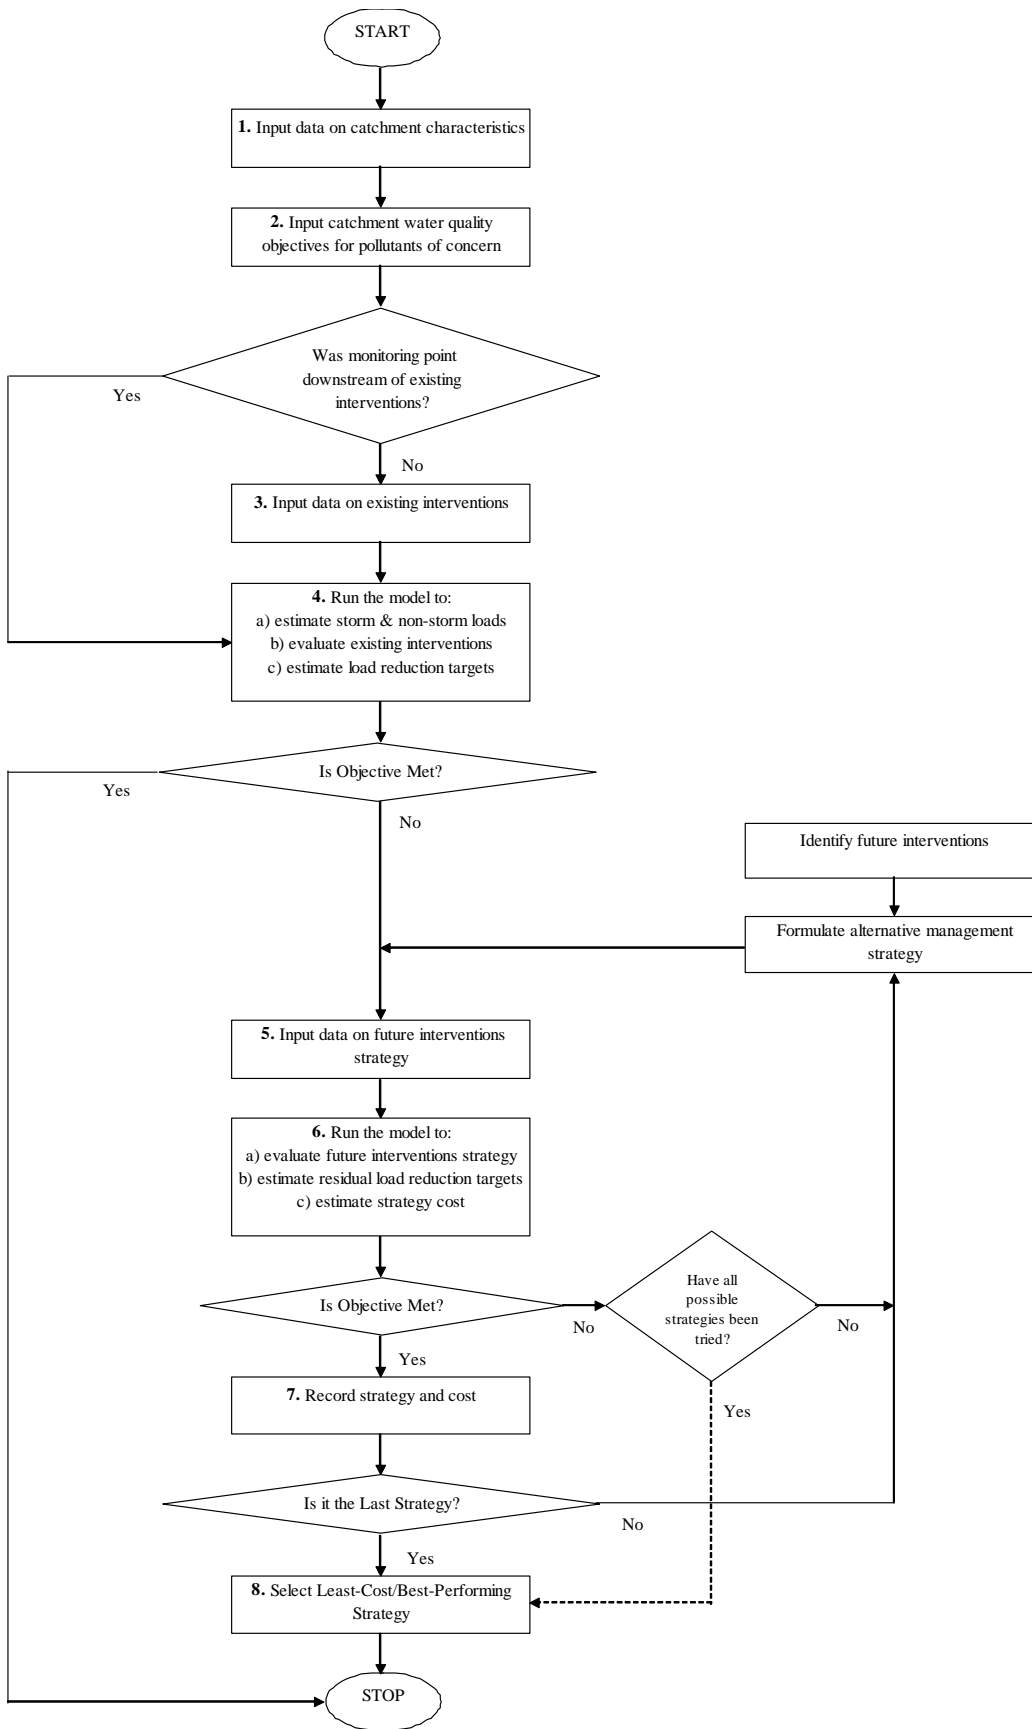 START
1. Input data on catchment characteristics
2. Input catchment water quality
objectives for pollutants of concern
Was monitoring point
downstream of existing
interventions?
Yes
No
3. Input data on existing interventions
4. Run the model to:
a) estimate storm & non-storm loads
b) evaluate existing interventions
c) estimate load reduction targets
Is Objective Met?
Yes
No
Identify future interventions
Formulate alternative management
strategy
5. Input data on future interventions
strategy
6. Run the model to:
a) evaluate future interventions strategy
b) estimate residual load reduction targets
c) estimate strategy cost
Is Objective Met?
No
Have all
possible
strategies been
tried?
No
Yes
7. Record strategy and cost
Yes
Is it the Last Strategy?
No
Yes
8. Select Least-Cost/Best-Performing
Strategy
STOP